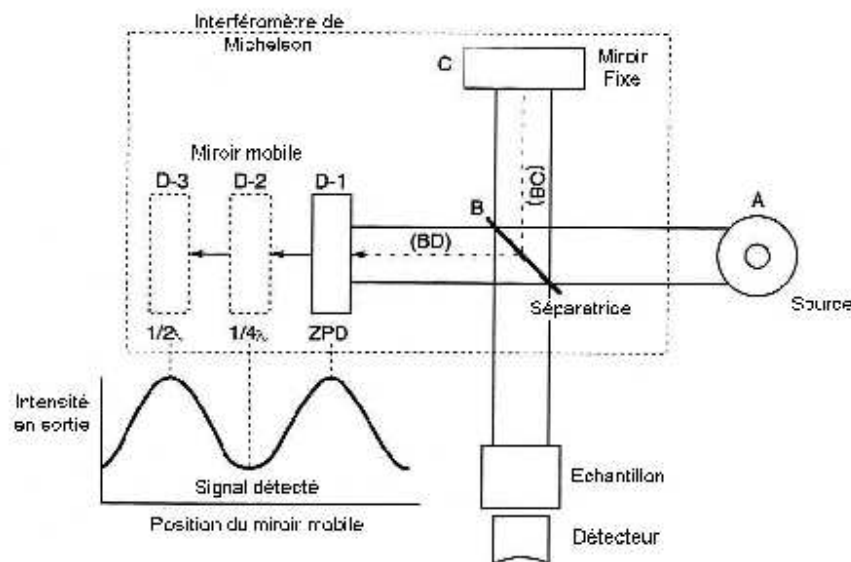 Interféromètre de
Michelson
C
Miroir
Fixe
Miroir mobile
D-3
D-2
D-1
B
(BC)
A
(BD)
Séparatrice
Source
1/2λ
1/4λ
ZPD
Intensité
en sortie
Signal détecté
Position du miroir mobile
Echantillon
Détecteur